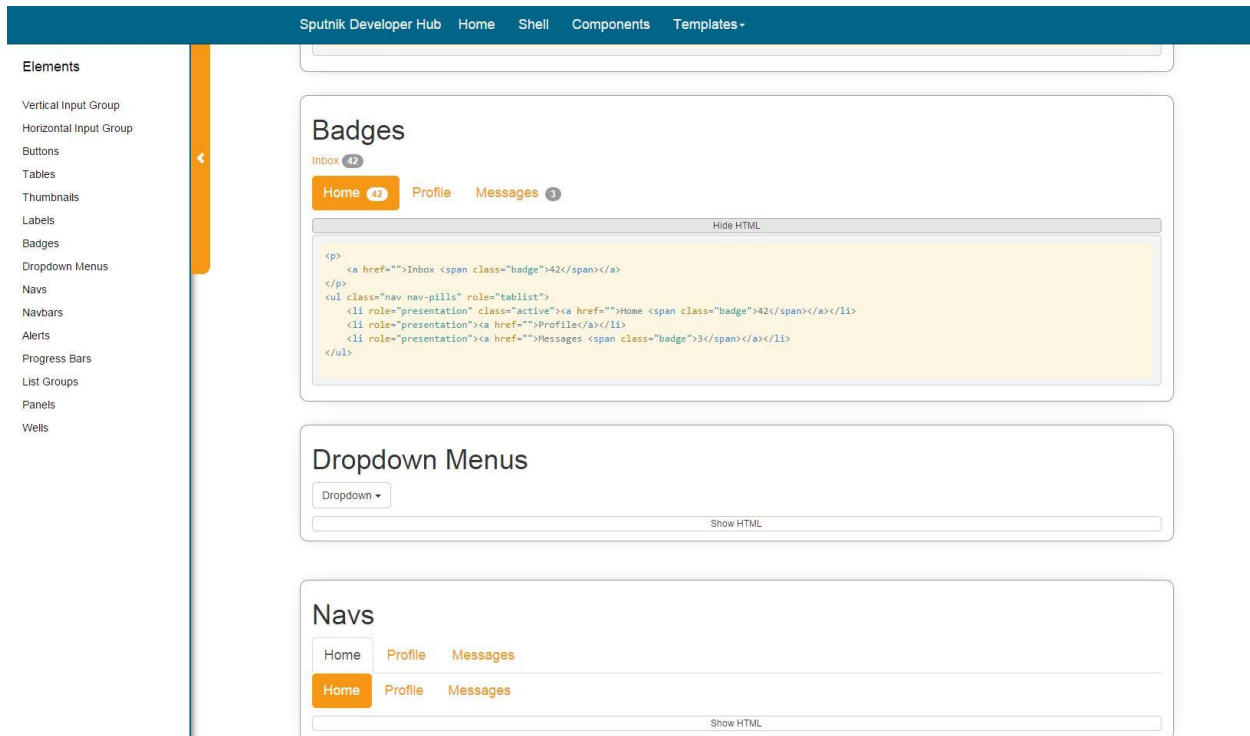 Sputnik Developer Hub Home Shell Components Templates
Elements
Vertical Input Group
Horizontal Input Group
Buttons
Tables
Thumbnails
Labels
Badges
Dropdown Menus
Navs
Navbars
Alerts
Progress Bars
List Groups
Panels
Wells
Badges
Inbox 42
Home 42 Profile Messages 3
Hide HTML
<p>
    <a href="">Inbox <span class="badge">42</span></a>
</p>
<ul class="nav nav-pills" role="tablist">
    <li role="presentation" class="active"><a href="">Home <span class="badge">42</span></a></li>
    <li role="presentation"><a href="">Profile</a></li>
    <li role="presentation"><a href="">Messages <span class="badge">3</span></a></li>
</ul>
Dropdown Menus
Dropdown
Show HTML
Navs
Home Profile Messages
Home Profile Messages
Show HTML